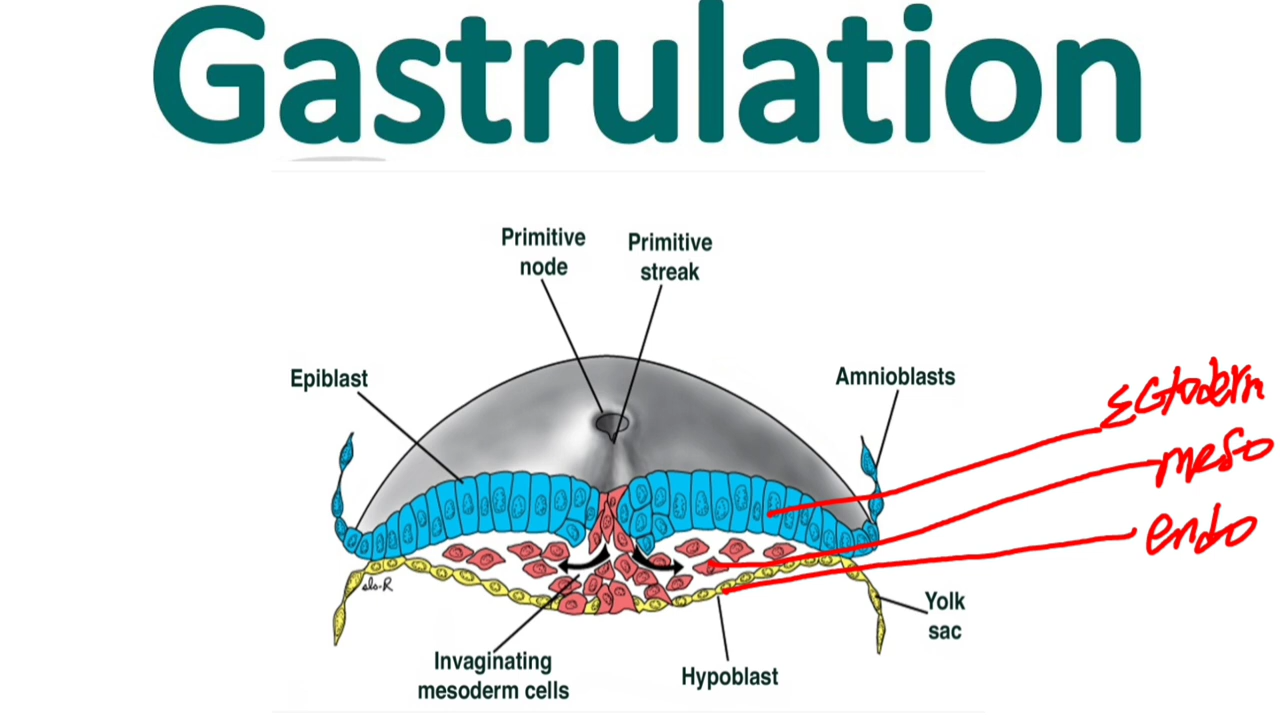 Gastrulation
Primitive
node
Primitive
streak
Epiblast
Amnioblasts
Ectoderm
meso
endo
Yolk
sac
Invaginating
mesoderm cells
Hypoblast